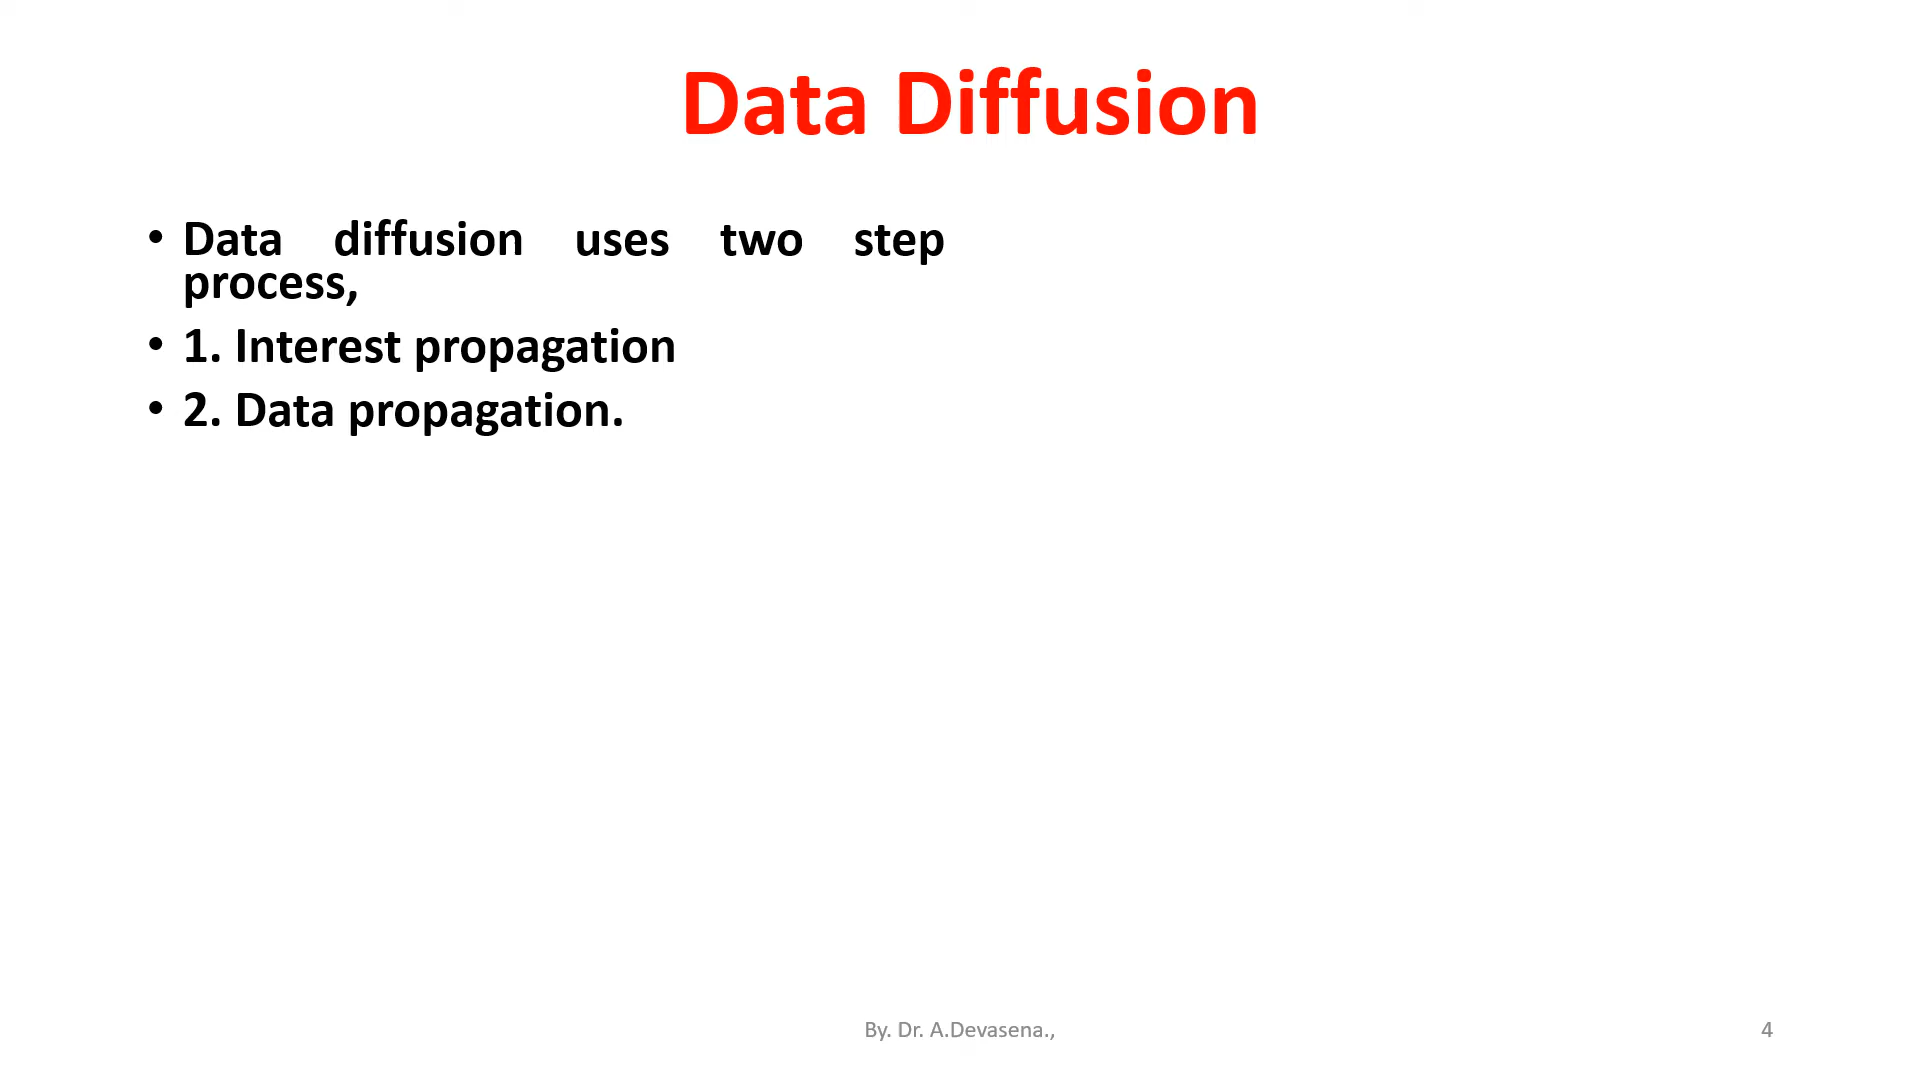 Data Diffusion
• Data diffusion uses two step
process,
• 1. Interest propagation
• 2. Data propagation.
By. Dr. A.Devasena.,
4